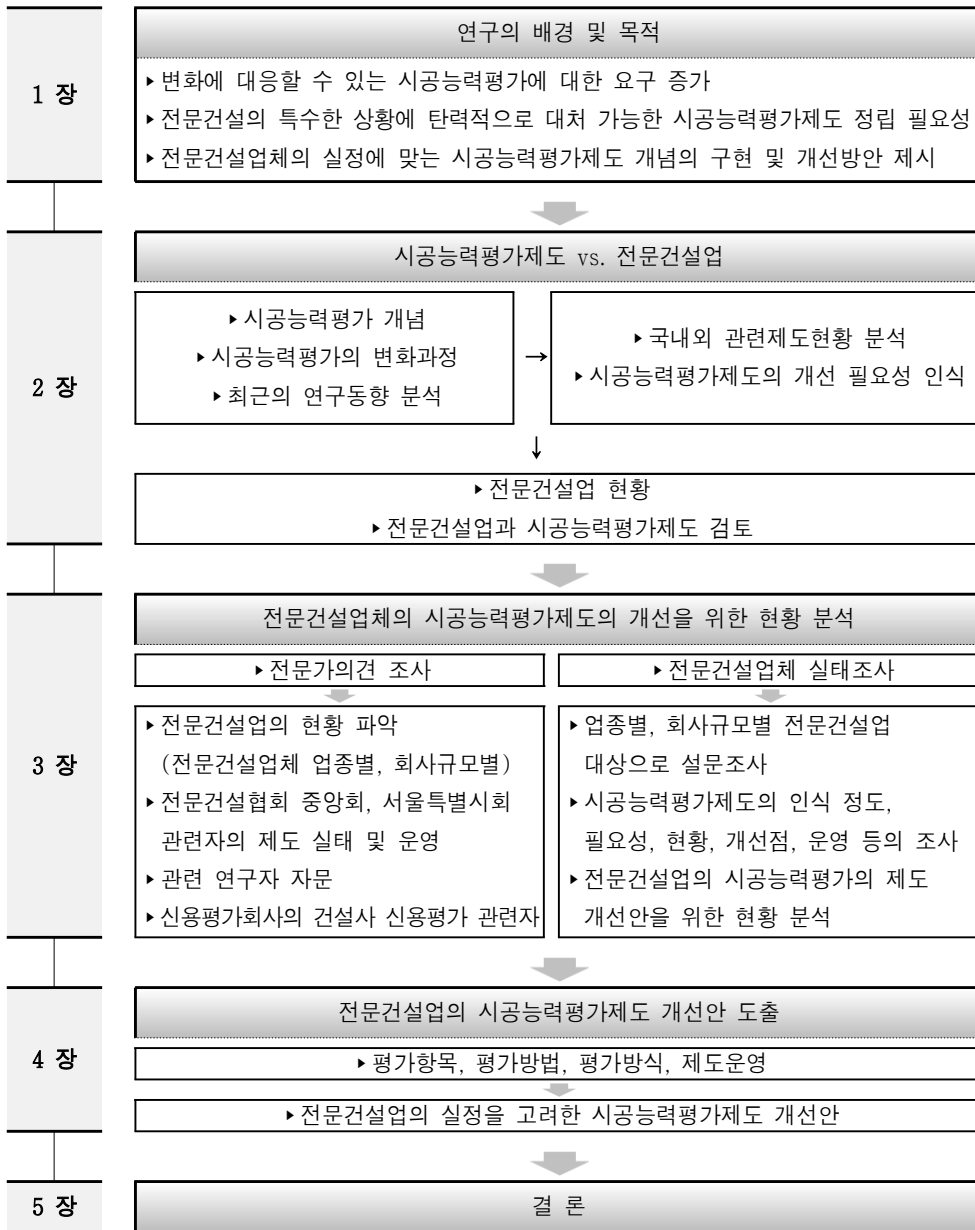 1 장
연구의 배경 및 목적
▸변화에 대응할 수 있는 시공능력평가에 대한 요구 증가
▸전문건설의 특수한 상황에 탄력적으로 대처 가능한 시공능력평가제도 정립 필요성
▸전문건설업체의 실정에 맞는 시공능력평가제도 개념의 구현 및 개선방안 제시
2 장
시공능력평가제도 vs. 전문건설업
▸시공능력평가 개념
▸시공능력평가의 변화과정
▸최근의 연구동향 분석
→
▸국내외 관련제도현황 분석
▸시공능력평가제도의 개선 필요성 인식
↓
▸전문건설업 현황
▸전문건설업과 시공능력평가제도 검토
3 장
전문건설업체의 시공능력평가제도의 개선을 위한 현황 분석
▸전문가의견 조사
▸전문건설업의 현황 파악
(전문건설업체 업종별, 회사규모별)
▸전문건설협회 중앙회, 서울특별시회
관련자의 제도 실태 및 운영
▸관련 연구자 자문
▸신용평가회사의 건설사 신용평가 관련자
▸전문건설업체 실태조사
▸업종별, 회사규모별 전문건설업
대상으로 설문조사
▸시공능력평가제도의 인식 정도,
필요성, 현황, 개선점, 운영 등의 조사
▸전문건설업의 시공능력평가의 제도
개선안을 위한 현황 분석
4 장
전문건설업의 시공능력평가제도 개선안 도출
▸평가항목, 평가방법, 평가방식, 제도운영
▸전문건설업의 실정을 고려한 시공능력평가제도 개선안
5 장
결 론